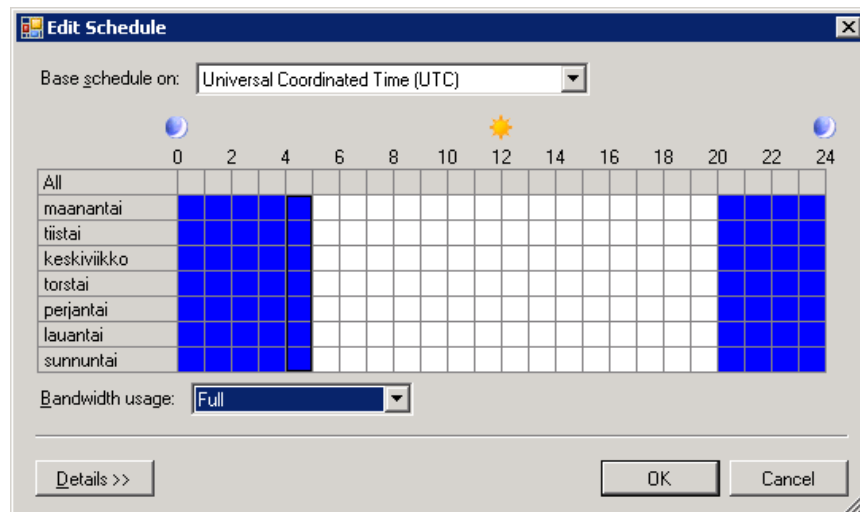 Edit Schedule
Base schedule on: Universal Coordinated Time (UTC)
0 2 4 6 8 10 12 14 16 18 20 22 24
All
maanantai
tiistai
keskiviikko
torstai
perjantai
lauantai
sunnuntai
Bandwidth usage: Full
Details >> OK Cancel